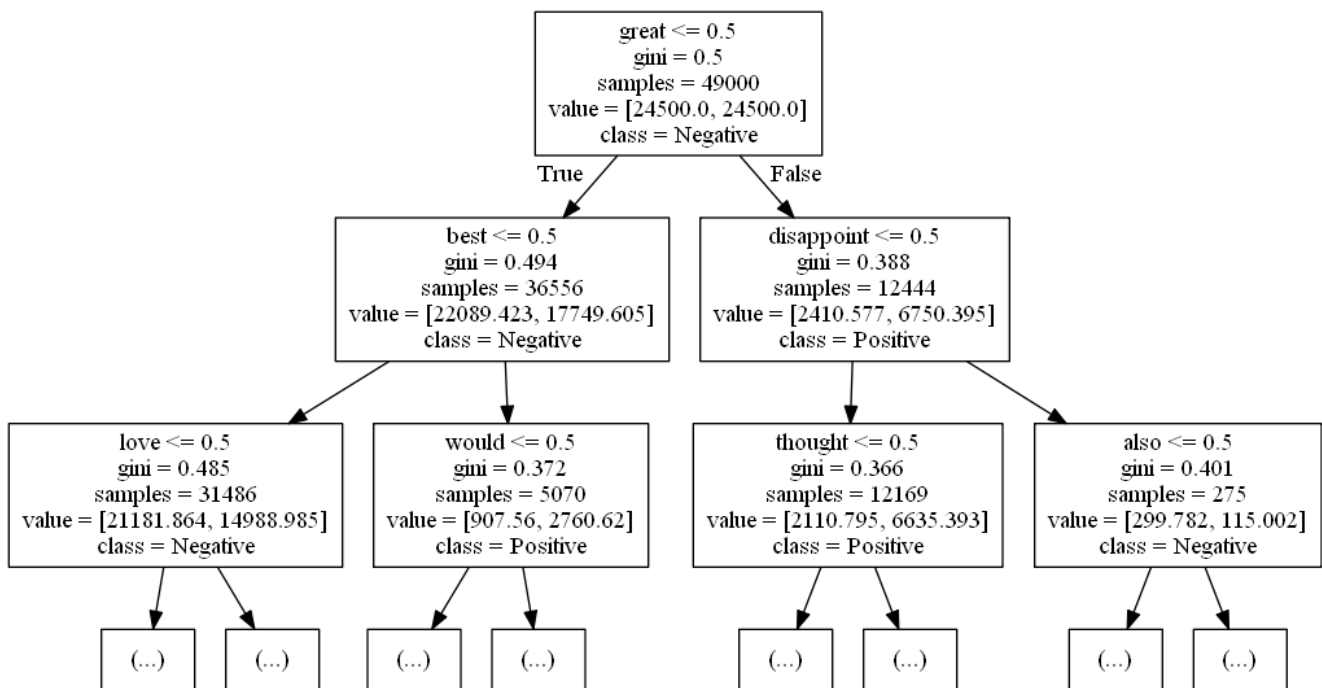 great <= 0.5
gini = 0.5
samples = 49000
value = [24500.0, 24500.0]
class = Negative
True
False
best <= 0.5
gini = 0.494
samples = 36556
value = [22089.423, 17749.605]
class = Negative
disappoint <= 0.5
gini = 0.388
samples = 12444
value = [2410.577, 6750.395]
class = Positive
love <= 0.5
gini = 0.485
samples = 31486
value = [21181.864, 14988.985]
class = Negative
would <= 0.5
gini = 0.372
samples = 5070
value = [907.56, 2760.62]
class = Positive
thought <= 0.5
gini = 0.366
samples = 12169
value = [2110.795, 6635.393]
class = Positive
also <= 0.5
gini = 0.401
samples = 275
value = [299.782, 115.002]
class = Negative
(...)
(...)
(...)
(...)
(...)
(...)
(...)
(...)